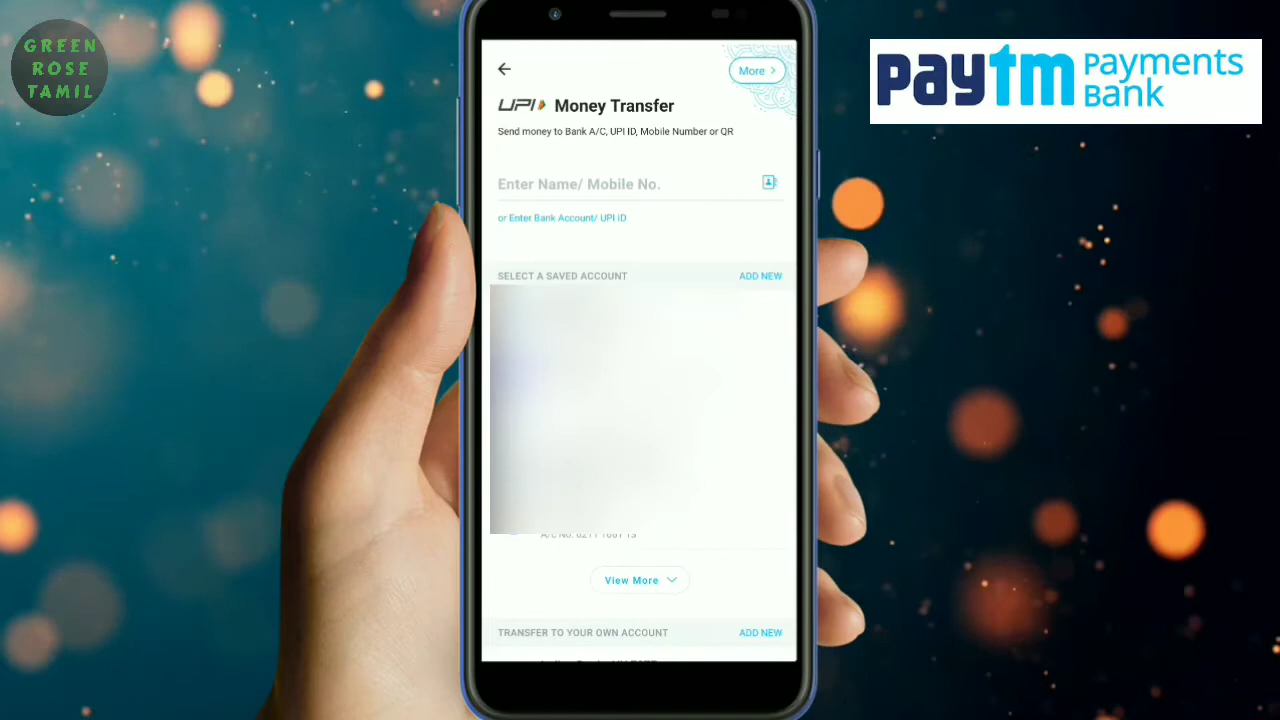 GREEN
ROSE
TAMIL
paytm Payments
Bank
More >
UPI Money Transfer
Send money to Bank A/C, UPI ID, Mobile Number or QR
Enter Name/ Mobile No.
or Enter Bank Account/ UPI ID
SELECT A SAVED ACCOUNT ADD NEW
A/C No.
View More
TRANSFER TO YOUR OWN ACCOUNT ADD NEW